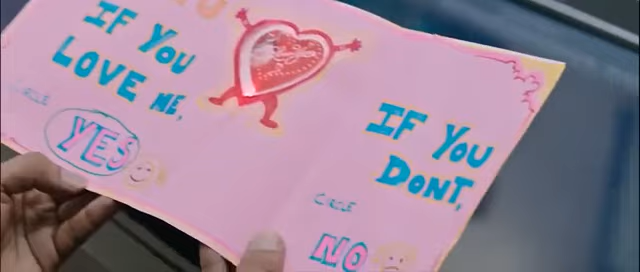 IF YOU
LOVE ME,
CIRCLE
YES
IF YOU
DONT,
CIRCLE
NO